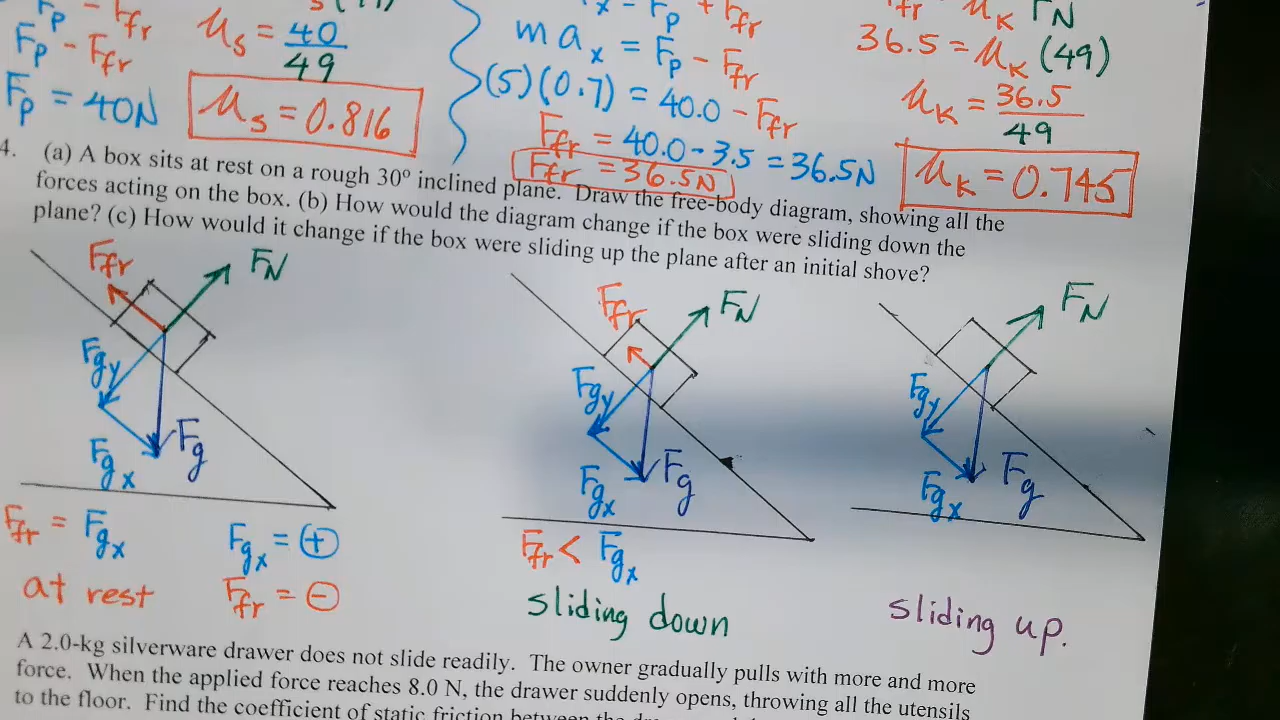 Fp - Ffr
μs = 40/49
max = Fp - Ffr
36.5 = μK (49)
Fp = 40N
μs = 0.816
(5)(0.7) = 40.0 - Ffr
μK = 36.5/49
Ffr = 40.0 - 3.5 = 36.5N
Ffr = 36.5N
μK = 0.745
4. (a) A box sits at rest on a rough 30° inclined plane. Draw the free-body diagram, showing all the
forces acting on the box. (b) How would the diagram change if the box were sliding down the
plane? (c) How would it change if the box were sliding up the plane after an initial shove?
Ffr
FN
Fgy
Fg
Fgx
Ffr = Fgx
Fgx = (+)
at rest
Ffr = (-)
Ffr
FN
Fgy
Fg
Fgx
Ffr < Fgx
sliding down
FN
Fgy
Fg
Fgx
sliding up.
A 2.0-kg silverware drawer does not slide readily. The owner gradually pulls with more and more
force. When the applied force reaches 8.0 N, the drawer suddenly opens, throwing all the utensils
to the floor. Find the coefficient of static friction between the